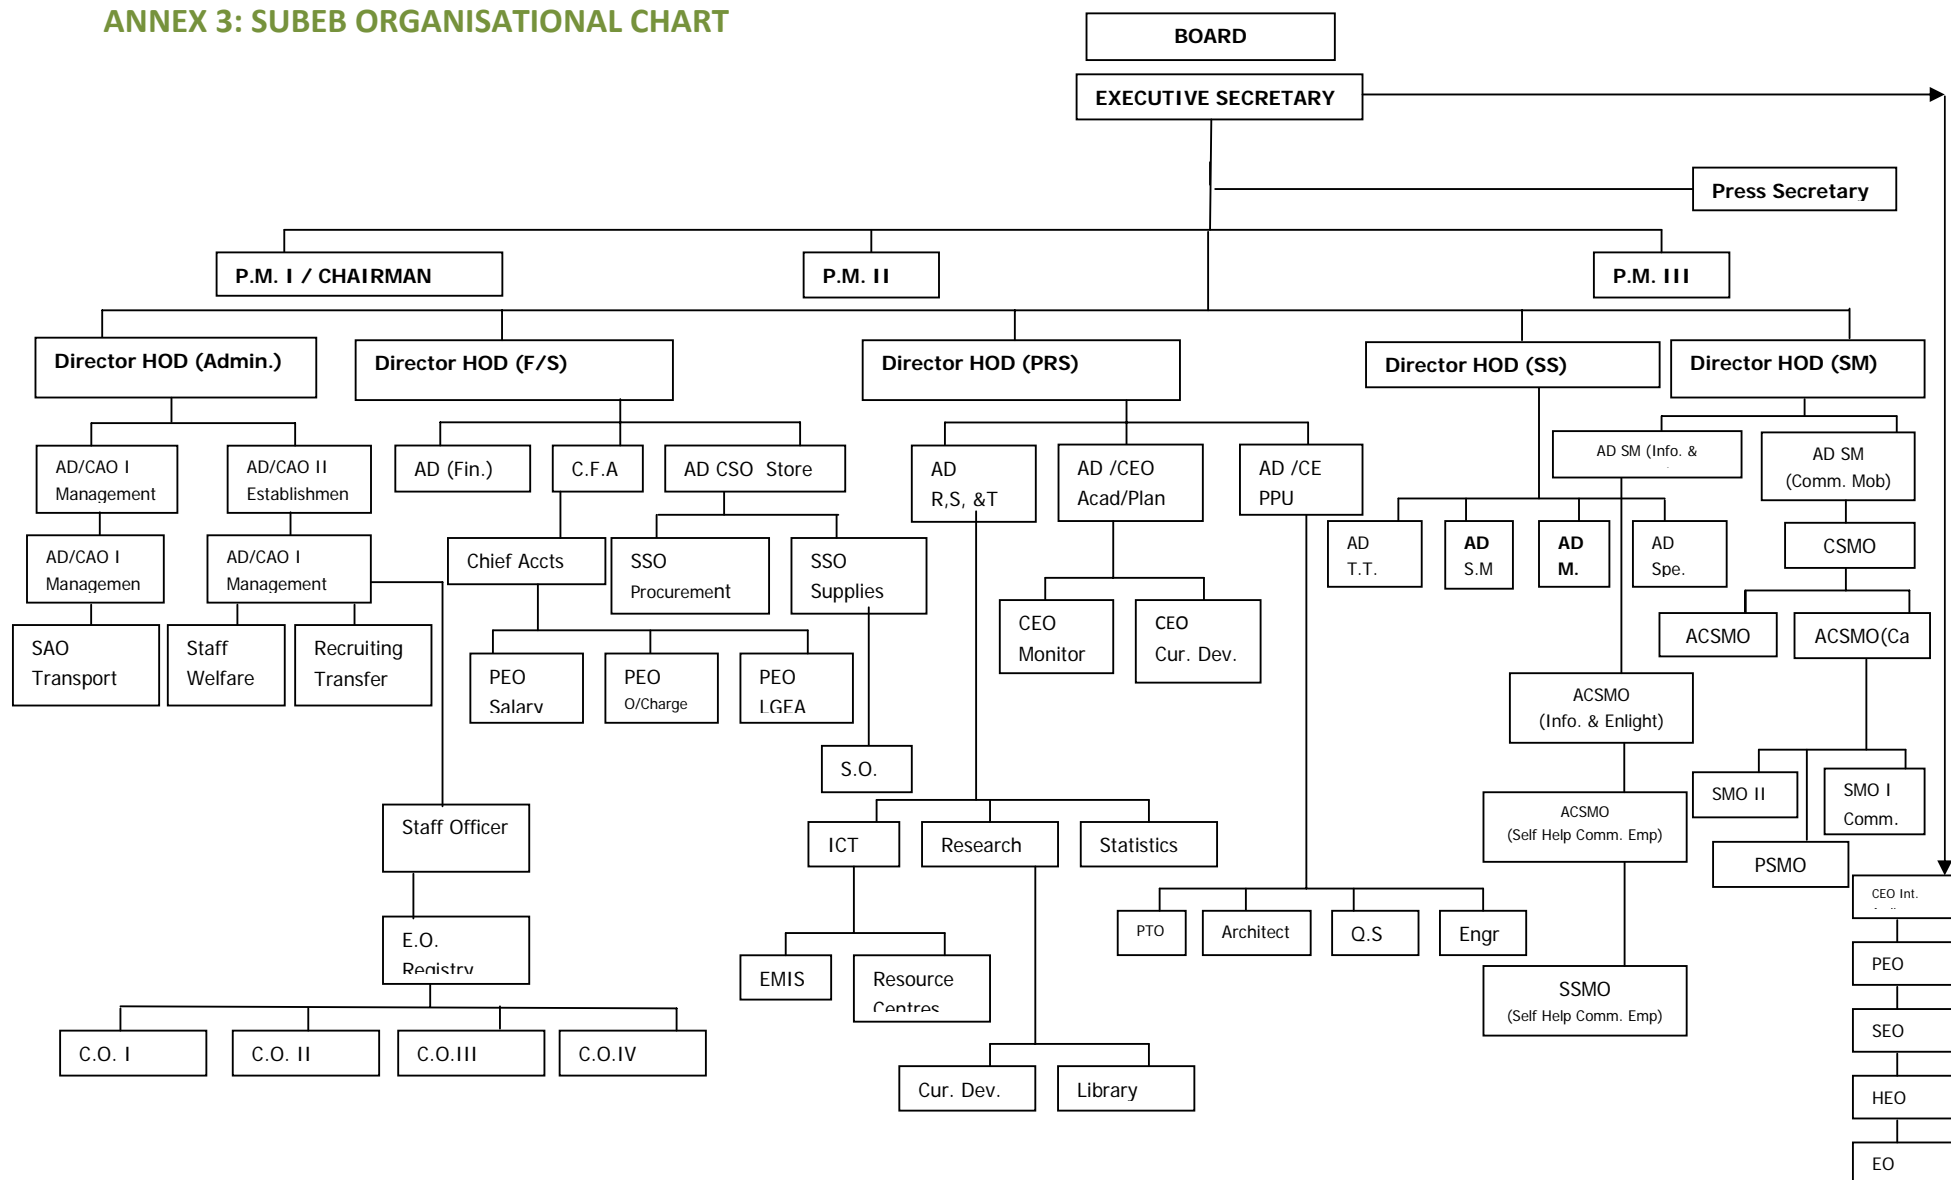 ANNEX 3: SUBEB ORGANISATIONAL CHART
BOARD
EXECUTIVE SECRETARY
Press Secretary
P.M. I / CHAIRMAN
P.M. II
P.M. III
Director HOD (Admin.)
Director HOD (F/S)
Director HOD (PRS)
Director HOD (SS)
Director HOD (SM)
AD/CAO I
Management
AD/CAO II
Establishmen
AD (Fin.)
C.F.A
AD CSO Store
AD
R,S, &T
AD /CEO
Acad/Plan
AD /CE
PPU
AD SM (Info. &
AD SM
(Comm. Mob)
AD/CAO I
Managemen
AD/CAO I
Management
Chief Accts
SSO
Procurement
SSO
Supplies
AD
T.T.
AD
S.M
AD
M.
AD
Spe.
CSMO
SAO
Transport
Staff
Welfare
Recruiting
Transfer
PEO
Salary
PEO
O/Charge
PEO
LGEA
CEO
Monitor
CEO
Cur. Dev.
ACSMO
ACSMO(Ca
ACSMO
(Info. & Enlight)
S.O.
SMO II
SMO I
Comm.
Staff Officer
ICT
Research
Statistics
ACSMO
(Self Help Comm. Emp)
PSMO
CEO Int.
E.O.
Registry
PTO
Architect
Q.S
Engr
PEO
EMIS
Resource
Centres
SSMO
(Self Help Comm. Emp)
SEO
C.O. I
C.O. II
C.O.III
C.O.IV
Cur. Dev.
Library
HEO
EO